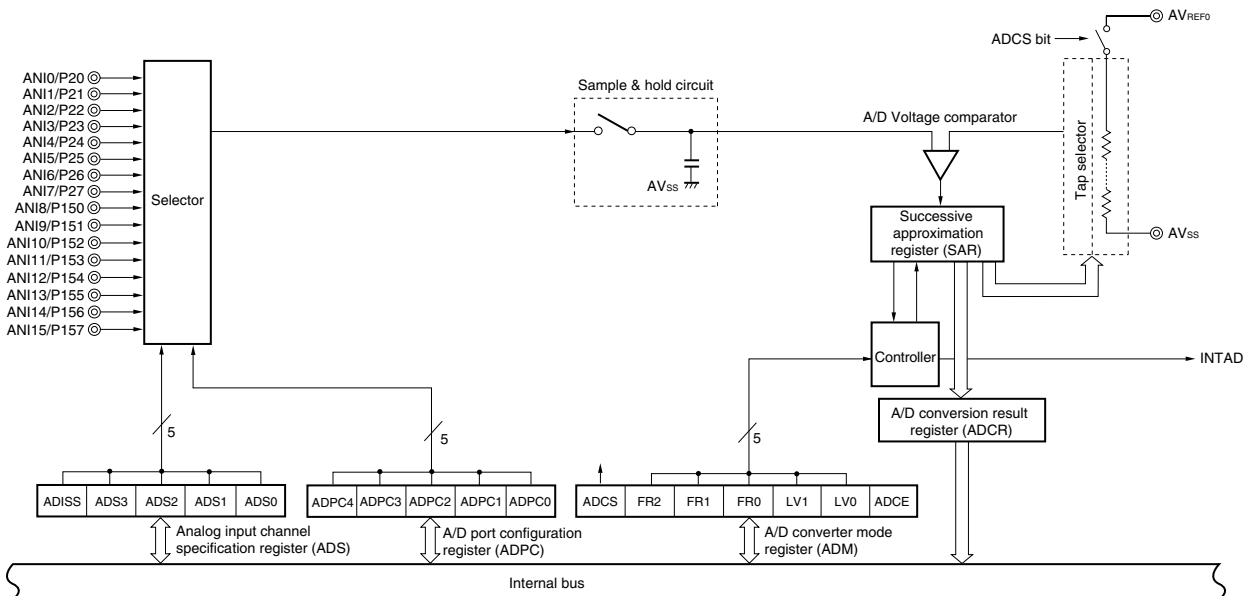 AVREF0
ADCS bit
ANI0/P20
ANI1/P21
ANI2/P22
ANI3/P23
ANI4/P24
ANI5/P25
ANI6/P26
ANI7/P27
ANI8/P150
ANI9/P151
ANI10/P152
ANI11/P153
ANI12/P154
ANI13/P155
ANI14/P156
ANI15/P157
Selector
Sample & hold circuit
AVSS
A/D Voltage comparator
Tap selector
AVSS
Successive
approximation
register (SAR)
Controller
INTAD
A/D conversion result
register (ADCR)
5
5
5
ADISS ADS3 ADS2 ADS1 ADS0
ADPC4 ADPC3 ADPC2 ADPC1 ADPC0
ADCS FR2 FR1 FR0 LV1 LV0 ADCE
Analog input channel
specification register (ADS)
A/D port configuration
register (ADPC)
A/D converter mode
register (ADM)
Internal bus